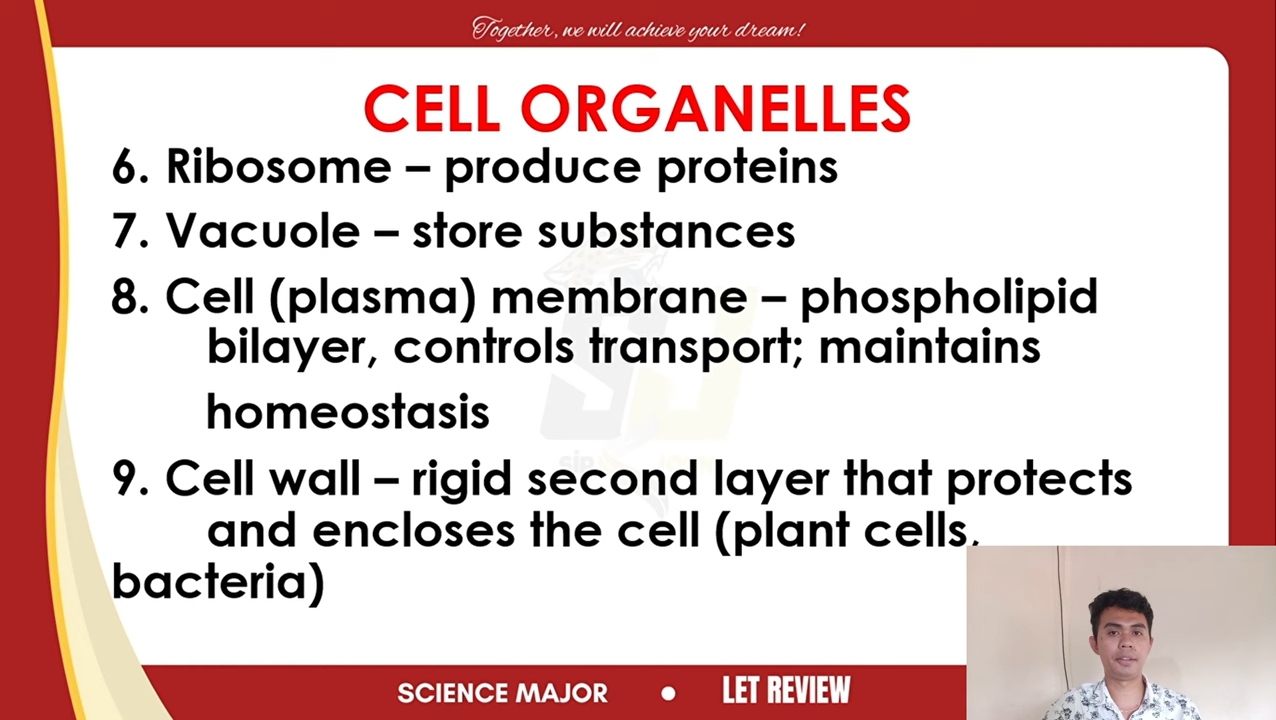 Together, we will achieve your dream!
CELL ORGANELLES
6. Ribosome – produce proteins
7. Vacuole – store substances
8. Cell (plasma) membrane – phospholipid
bilayer, controls transport; maintains
homeostasis
9. Cell wall – rigid second layer that protects
and encloses the cell (plant cells,
bacteria)
SCIENCE MAJOR • LET REVIEW